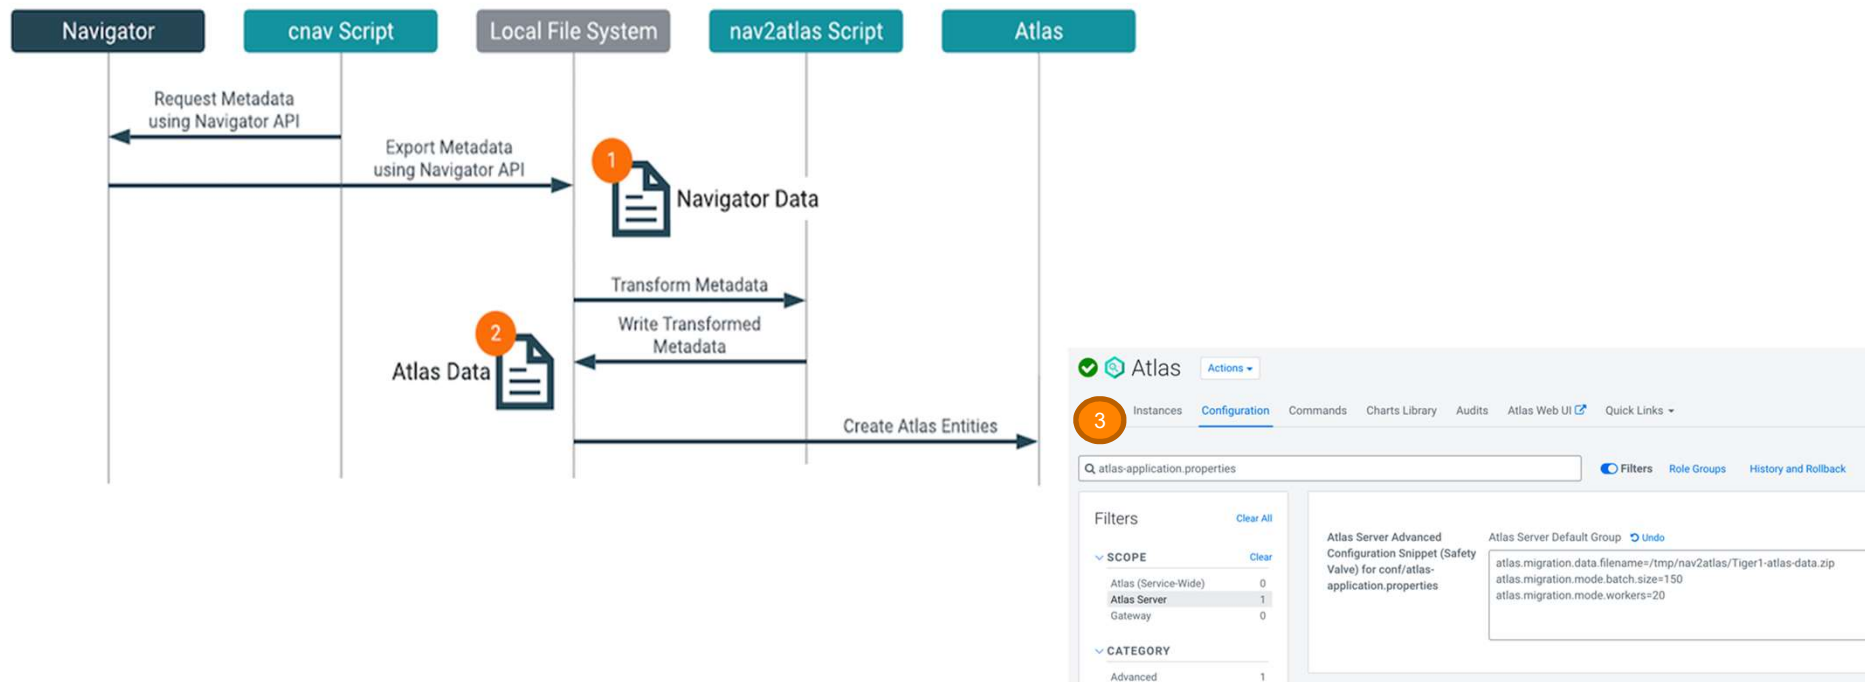 Navigator
cnav Script
Local File System
nav2atlas Script
Atlas
Request Metadata
using Navigator API
Export Metadata
using Navigator API
1
Navigator Data
Transform Metadata
Write Transformed
Metadata
2
Atlas Data
Create Atlas Entities
Atlas
Actions
3
Instances
Configuration
Commands
Charts Library
Audits
Atlas Web UI
Quick Links
atlas-application.properties
Filters
Role Groups
History and Rollback
Filters
Clear All
SCOPE
Clear
Atlas (Service-Wide) 0
Atlas Server 1
Gateway 0
CATEGORY
Advanced 1
Atlas Server Advanced
Configuration Snippet (Safety
Valve) for conf/atlas-
application.properties
Atlas Server Default Group
Undo
atlas.migration.data.filename=/tmp/nav2atlas/Tiger1-atlas-data.zip
atlas.migration.mode.batch.size=150
atlas.migration.mode.workers=20